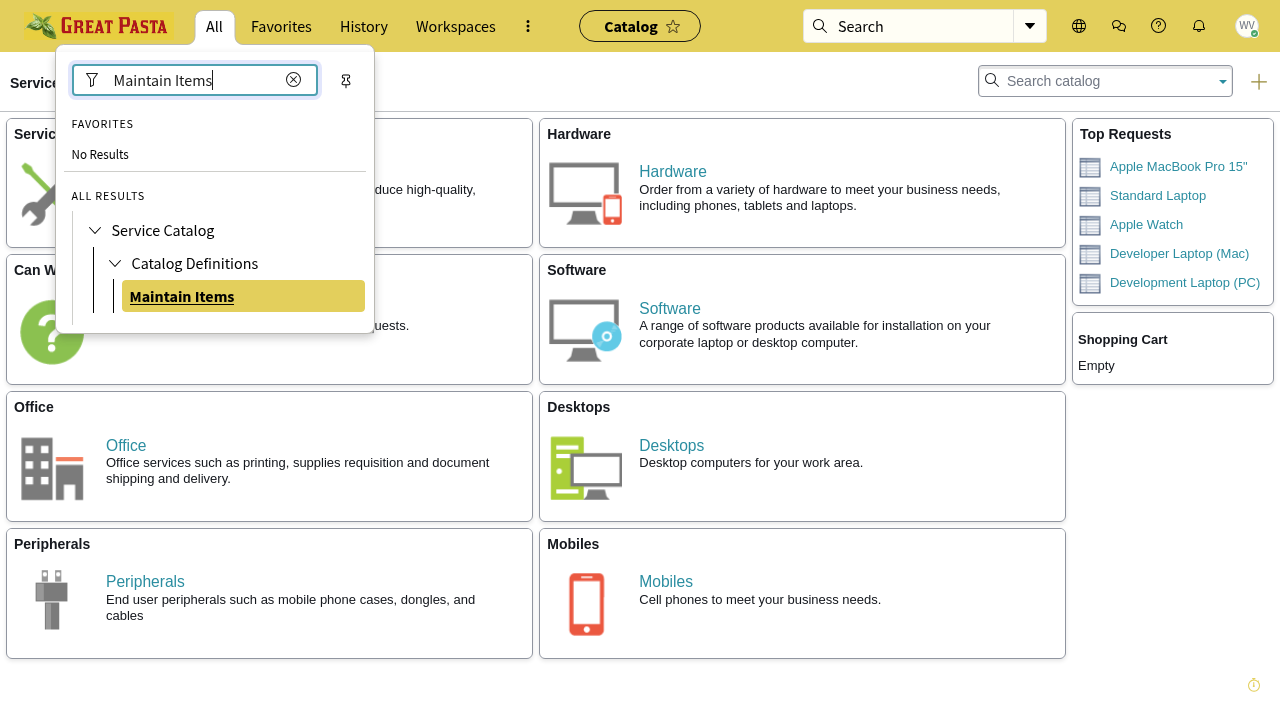 GREAT PASTA
All
Favorites
History
Workspaces
Catalog
Search
WV
Service
Search catalog
Maintain Items
FAVORITES
No Results
ALL RESULTS
Service Catalog
Catalog Definitions
Maintain Items
Servic
duce high-quality,
Hardware
Hardware
Order from a variety of hardware to meet your business needs,
including phones, tablets and laptops.
Top Requests
Apple MacBook Pro 15"
Standard Laptop
Apple Watch
Developer Laptop (Mac)
Development Laptop (PC)
Can W
uests.
Software
Software
A range of software products available for installation on your
corporate laptop or desktop computer.
Shopping Cart
Empty
Office
Office
Office services such as printing, supplies requisition and document
shipping and delivery.
Desktops
Desktops
Desktop computers for your work area.
Peripherals
Peripherals
End user peripherals such as mobile phone cases, dongles, and
cables
Mobiles
Mobiles
Cell phones to meet your business needs.